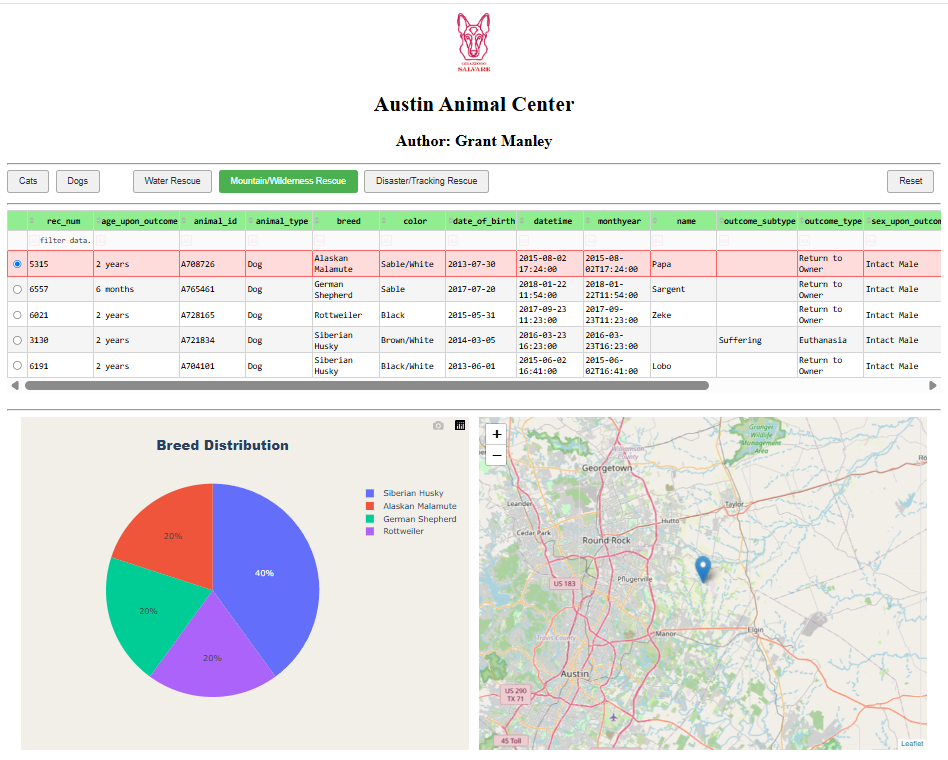 GRAZIOSO
SALVARE
Austin Animal Center
Author: Grant Manley
Cats Dogs Water Rescue Mountain/Wilderness Rescue Disaster/Tracking Rescue Reset
rec_num age_upon_outcome animal_id animal_type breed color date_of_birth datetime monthyear name outcome_subtype outcome_type sex_upon_outcom
filter data.
5315 2 years A708726 Dog Alaskan Malamute Sable/White 2013-07-30 2015-08-02 17:24:00 2015-08-02T17:24:00 Papa Return to Owner Intact Male
6557 6 months A765461 Dog German Shepherd Sable 2017-07-20 2018-01-22 11:54:00 2018-01-22T11:54:00 Sargent Return to Owner Intact Male
6021 2 years A728165 Dog Rottweiler Black 2015-05-31 2017-09-23 11:23:00 2017-09-23T11:23:00 Zeke Return to Owner Intact Male
3130 2 years A721834 Dog Siberian Husky Brown/White 2014-03-05 2016-03-23 16:23:00 2016-03-23T16:23:00 Suffering Euthanasia Intact Male
6191 2 years A704101 Dog Siberian Husky Black/White 2013-06-01 2015-06-02 16:41:00 2015-06-02T16:41:00 Lobo Return to Owner Intact Male
Breed Distribution
Siberian Husky
Alaskan Malamute
German Shepherd
Rottweiler
20%
40%
20%
20%
+
−
Granger
Wildlife
Management
Area
Williamson
County
Georgetown
Leander
Taylor
Hutto
Cedar Park
Round Rock
US 183
Pflugerville
Travis County
Manor
Elgin
Austin
US 290
TX 71
45 Toll
Leaflet